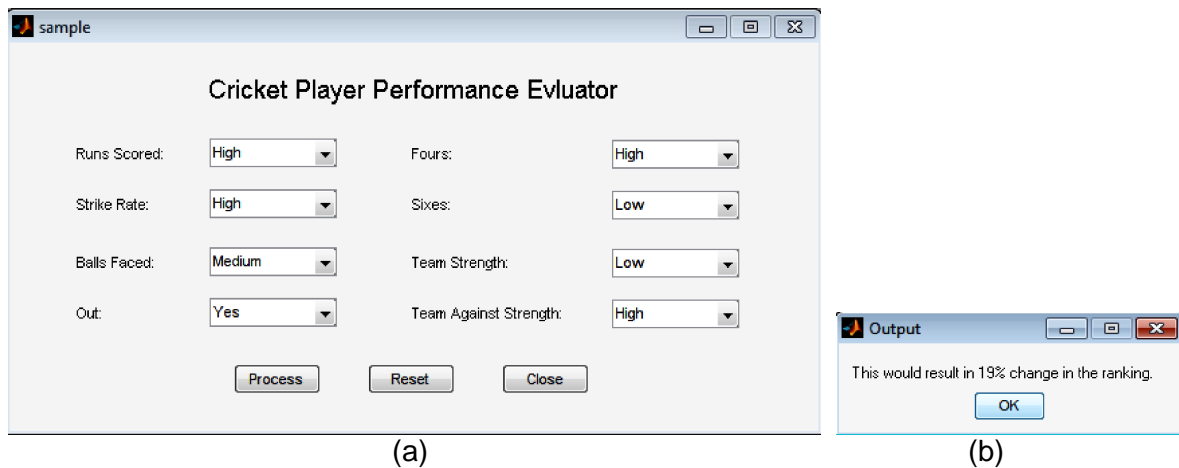 sample
Cricket Player Performance Evluator
Runs Scored: High Fours: High
Strike Rate: High Sixes: Low
Balls Faced: Medium Team Strength: Low
Out: Yes Team Against Strength: High
Process Reset Close
(a)
Output
This would result in 19% change in the ranking.
OK
(b)